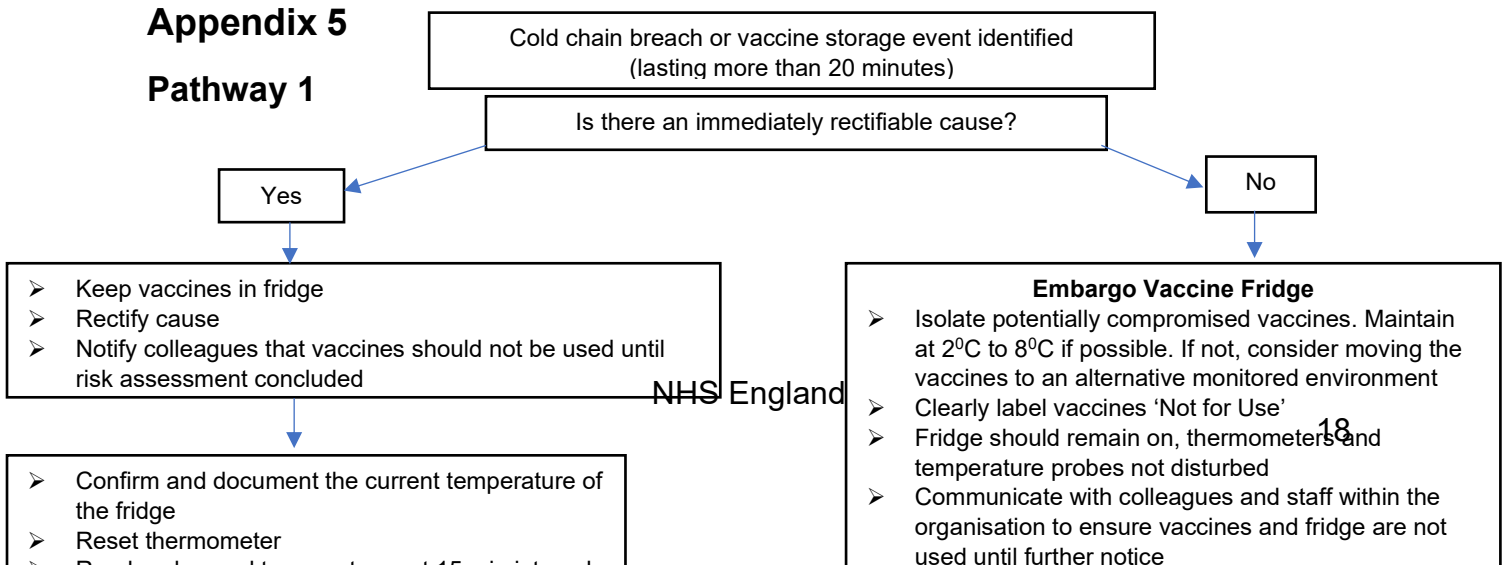 Appendix 5
Pathway 1
Cold chain breach or vaccine storage event identified
(lasting more than 20 minutes)
Is there an immediately rectifiable cause?
Yes
No
➢ Keep vaccines in fridge
➢ Rectify cause
➢ Notify colleagues that vaccines should not be used until
risk assessment concluded
➢ Confirm and document the current temperature of
the fridge
➢ Reset thermometer
Embargo Vaccine Fridge
➢ Isolate potentially compromised vaccines. Maintain
at 2⁰C to 8⁰C if possible. If not, consider moving the
vaccines to an alternative monitored environment
➢ Clearly label vaccines ‘Not for Use’
➢ Fridge should remain on, thermometers and
temperature probes not disturbed
➢ Communicate with colleagues and staff within the
organisation to ensure vaccines and fridge are not
used until further notice
NHS England
18